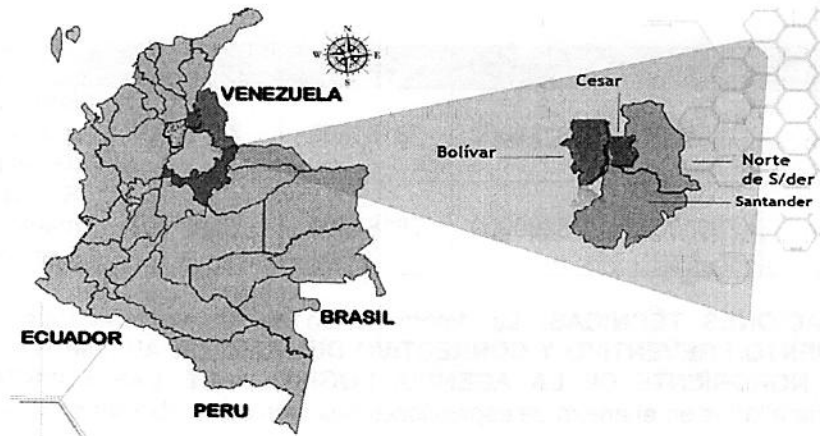 N
W
E
S
VENEZUELA
Cesar
Bolívar
Norte
de S/der
Santander
BRASIL
ECUADOR
PERU